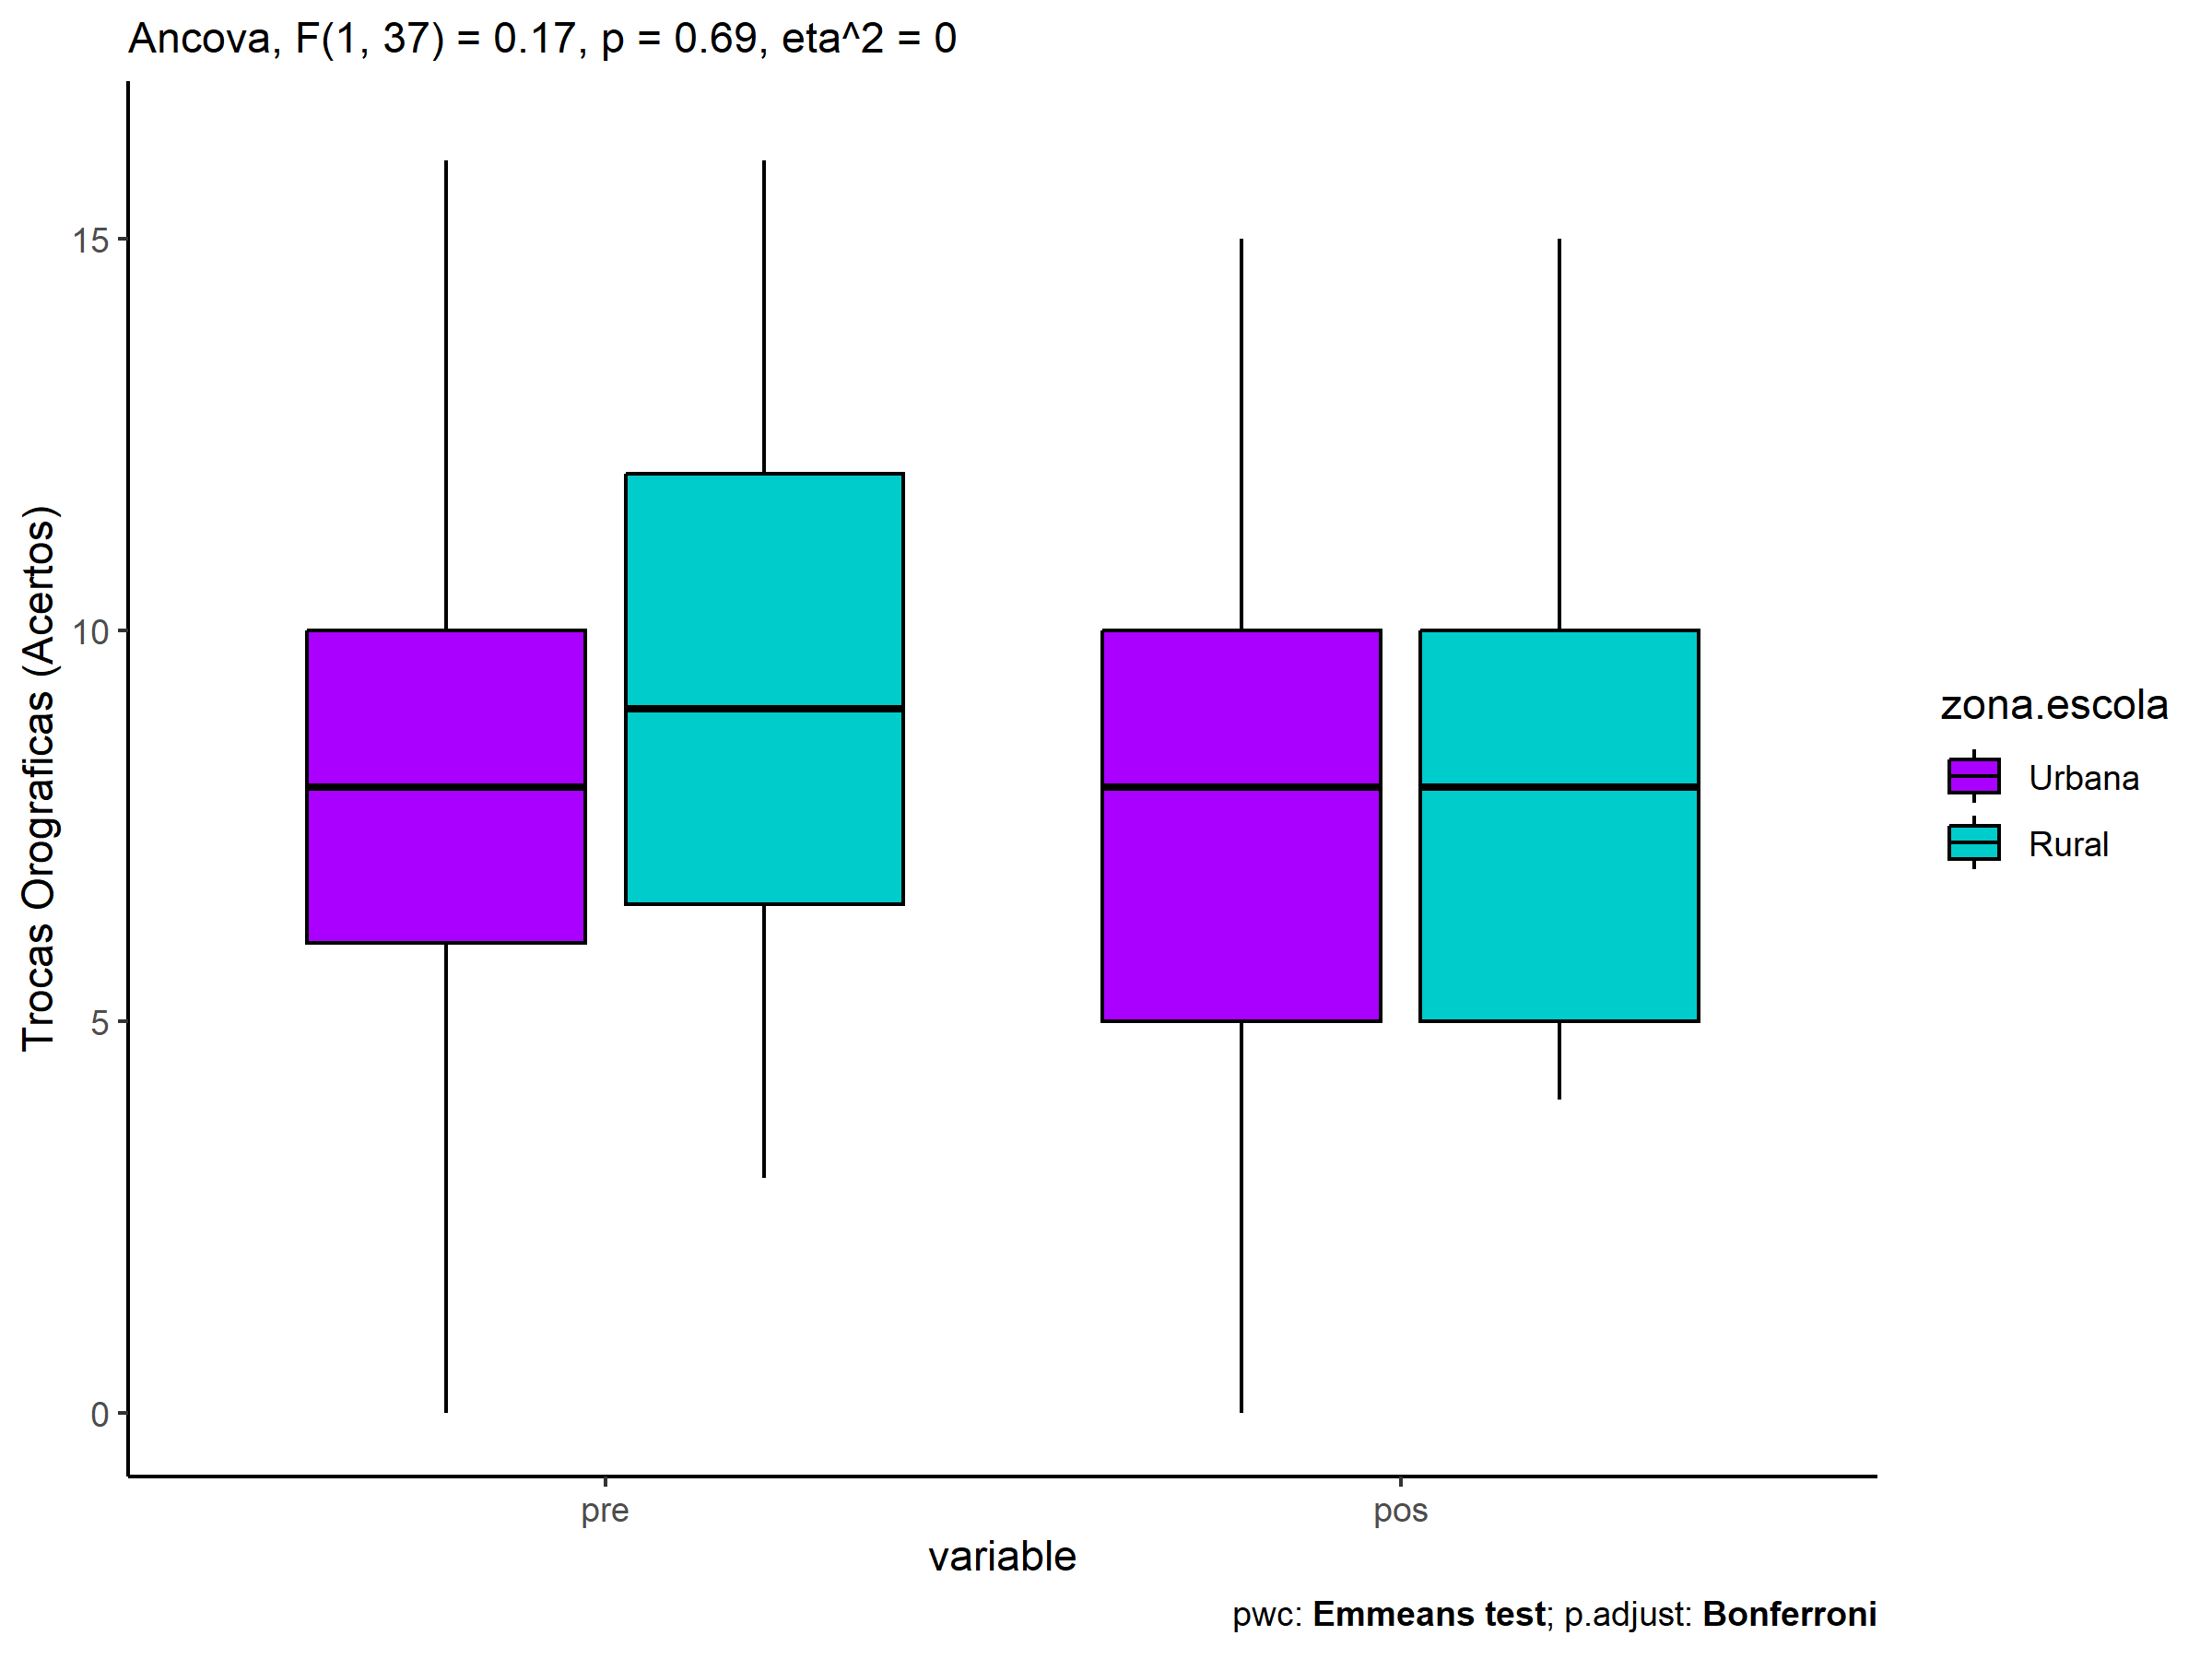 Ancova, F(1, 37) = 0.17, p = 0.69, eta^2 = 0
Trocas Orograficas (Acertos)
15
10
5
0
pre
pos
variable
zona.escola
Urbana
Rural
pwc: Emmeans test; p.adjust: Bonferroni